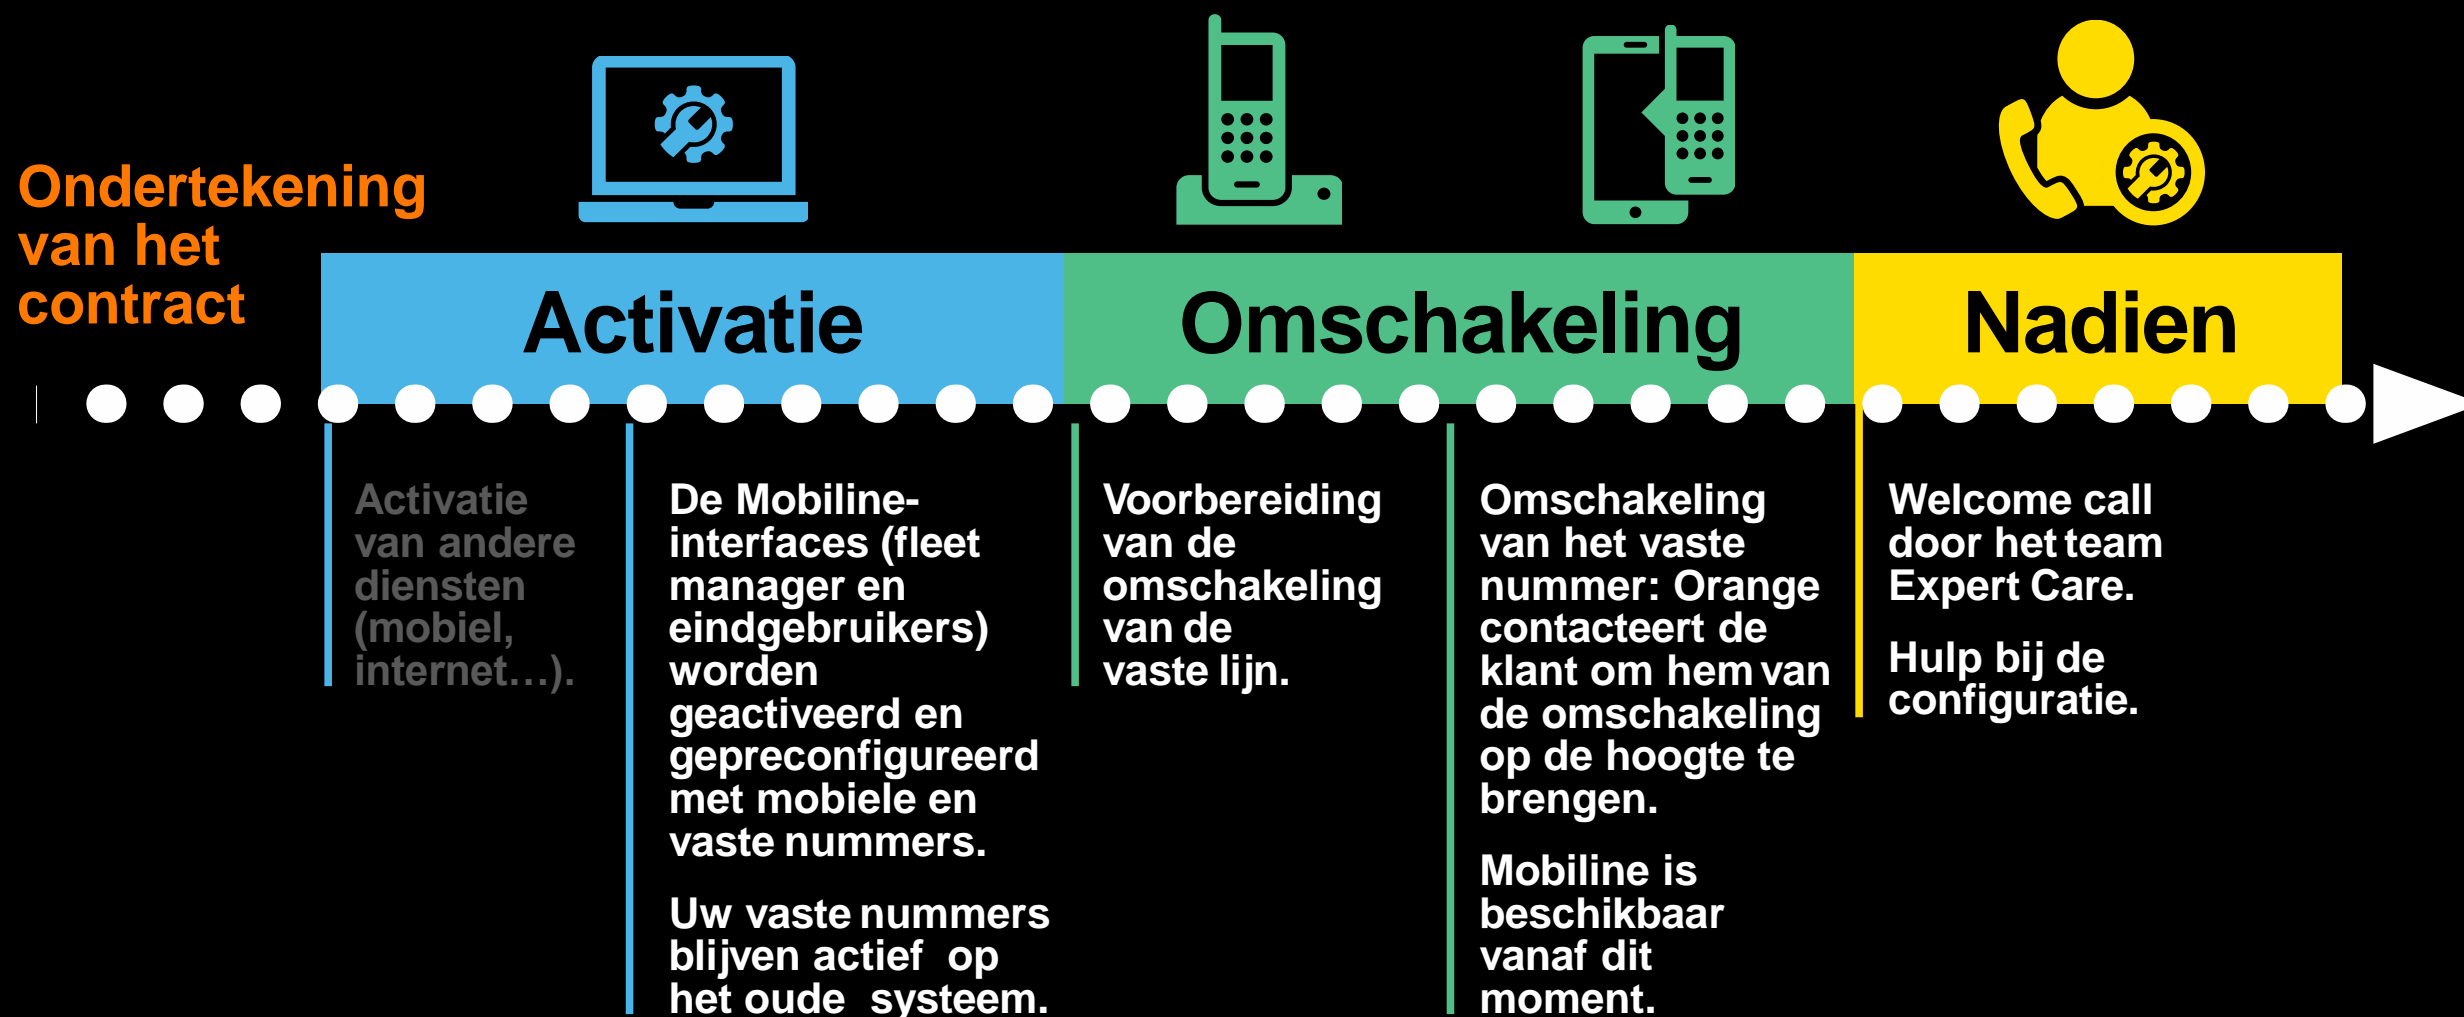 Ondertekening
van het
contract
Activatie
Omschakeling
Nadien
Activatie
van andere
diensten
(mobiel,
internet…).
De Mobiline-
interfaces (fleet
manager en
eindgebruikers)
worden
geactiveerd en
gepreconfigureerd
met mobiele en
vaste nummers.
Uw vaste nummers
blijven actief op
het oude systeem.
Voorbereiding
van de
omschakeling
van de
vaste lijn.
Omschakeling
van het vaste
nummer: Orange
contacteert de
klant om hem van
de omschakeling
op de hoogte te
brengen.
Mobiline is
beschikbaar
vanaf dit
moment.
Welcome call
door het team
Expert Care.
Hulp bij de
configuratie.